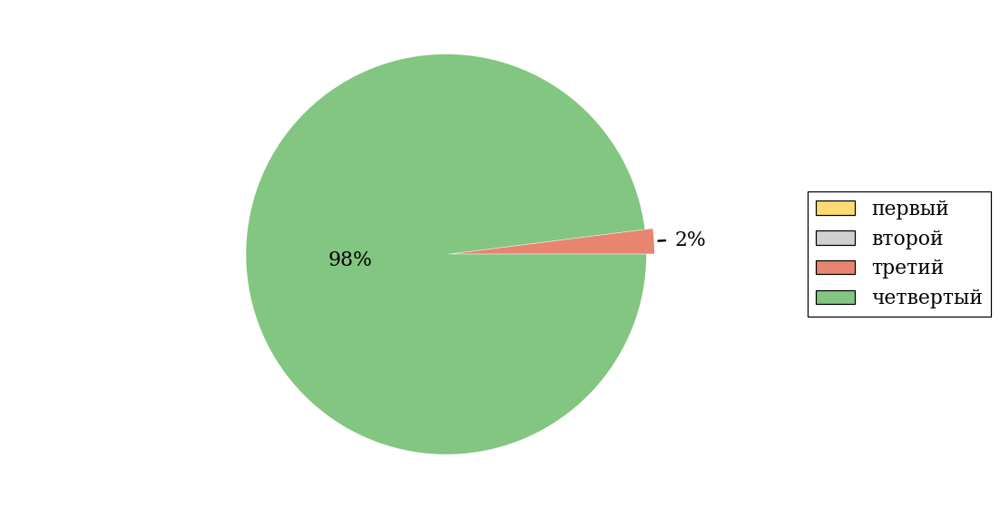 98%
2%
первый
второй
третий
четвертый